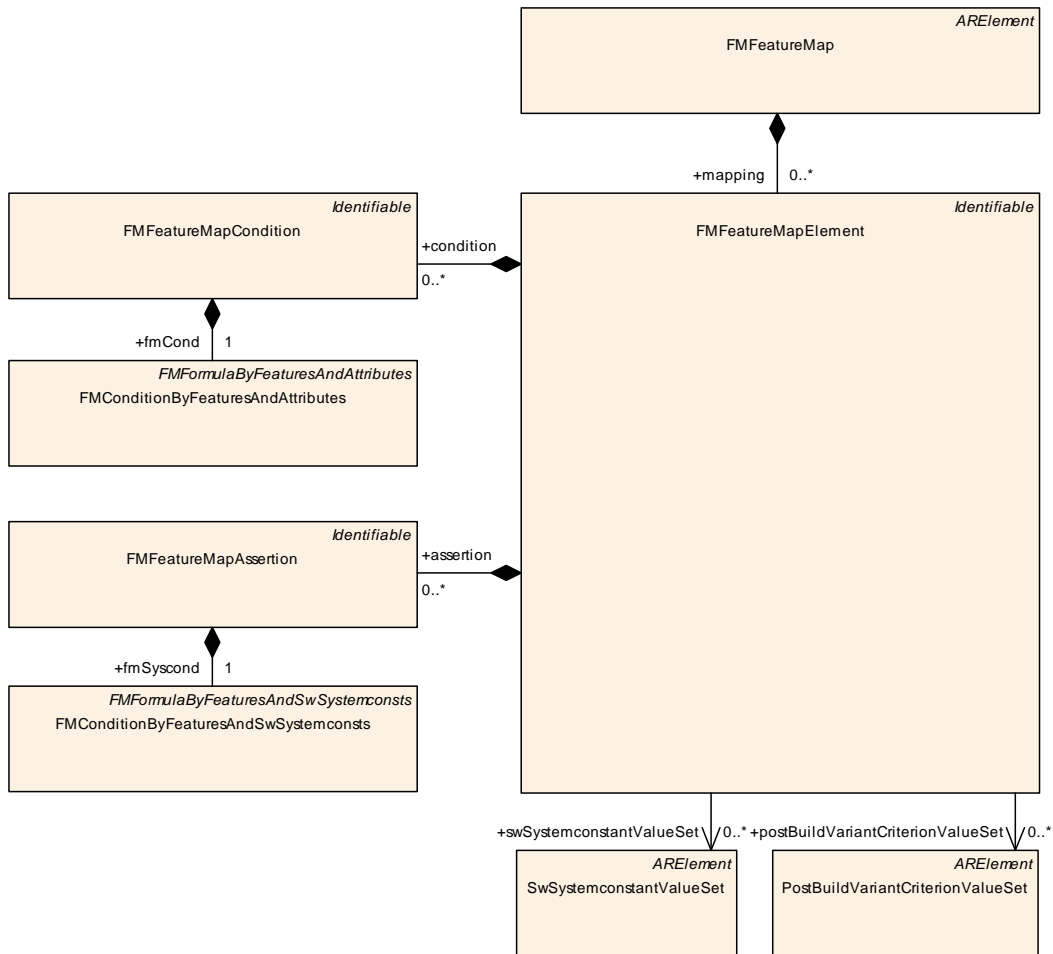 ARElement
FMFeatureMap
+mapping 0..*
Identifiable
FMFeatureMapCondition
Identifiable
FMFeatureMapElement
+condition
0..*
+fmCond 1
FMFormulaByFeaturesAndAttributes
FMConditionByFeaturesAndAttributes
Identifiable
FMFeatureMapAssertion
+assertion
0..*
+fmSyscond 1
FMFormulaByFeaturesAndSwSystemconsts
FMConditionByFeaturesAndSwSystemconsts
+swSystemconstantValueSet 0..* +postBuildVariantCriterionValueSet 0..*
ARElement
SwSystemconstantValueSet
ARElement
PostBuildVariantCriterionValueSet